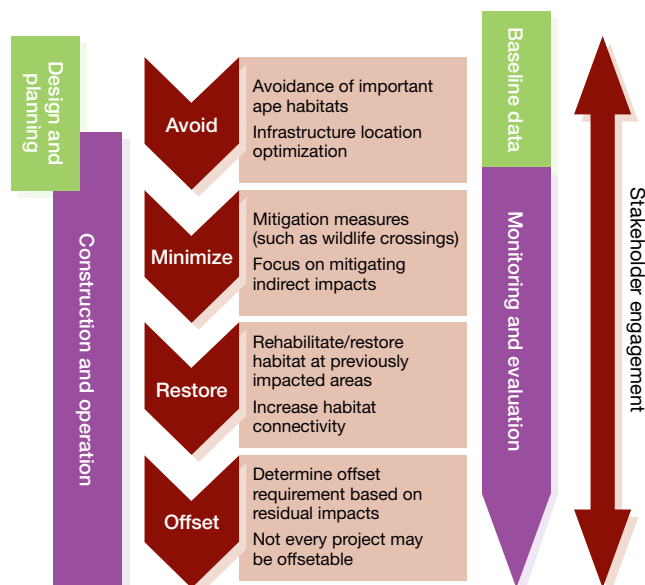 Design and
planning
Construction and operation
Avoid
Avoidance of important
ape habitats
Infrastructure location
optimization
Minimize
Mitigation measures
(such as wildlife crossings)
Focus on mitigating
indirect impacts
Restore
Rehabilitate/restore
habitat at previously
impacted areas
Increase habitat
connectivity
Offset
Determine offset
requirement based on
residual impacts
Not every project may
be offsetable
Baseline data
Monitoring and evaluation
Stakeholder engagement